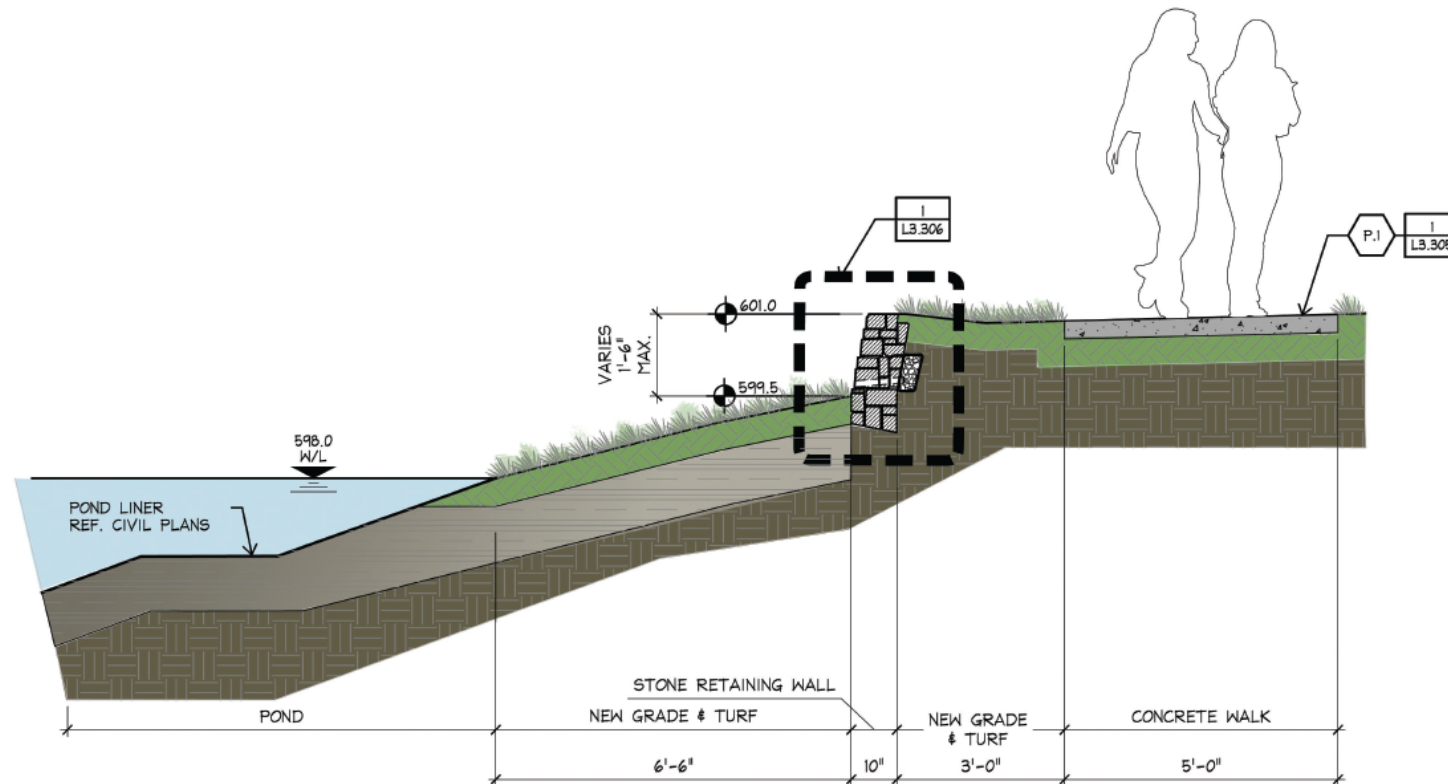 1
L3.306
P.1
1
L3.305
601.0
VARIES
1'-6"
MAX.
599.5
598.0
W/L
POND LINER
REF. CIVIL PLANS
STONE RETAINING WALL
POND
NEW GRADE & TURF
NEW GRADE
& TURF
CONCRETE WALK
6'-6"
10"
3'-0"
5'-0"